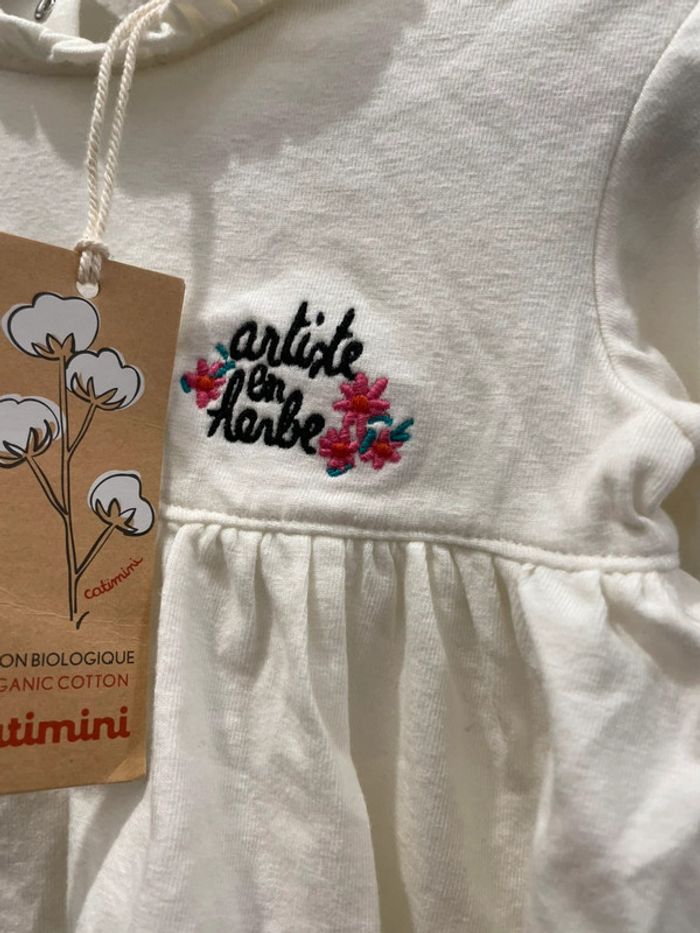 artiste
en
herbe
catimini
ON BIOLOGIQUE
GANIC COTTON
atimini